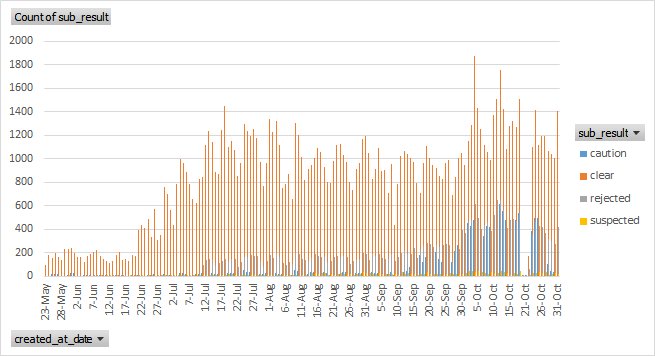 Count of sub_result
2000
1800
1600
1400
1200
1000
800
600
400
200
0
23-May
28-May
2-Jun
7-Jun
12-Jun
17-Jun
22-Jun
27-Jun
2-Jul
7-Jul
12-Jul
17-Jul
22-Jul
27-Jul
1-Aug
6-Aug
11-Aug
16-Aug
21-Aug
26-Aug
31-Aug
5-Sep
10-Sep
15-Sep
20-Sep
25-Sep
30-Sep
5-Oct
11-Oct
16-Oct
21-Oct
26-Oct
31-Oct
sub_result
caution
clear
rejected
suspected
created_at_date